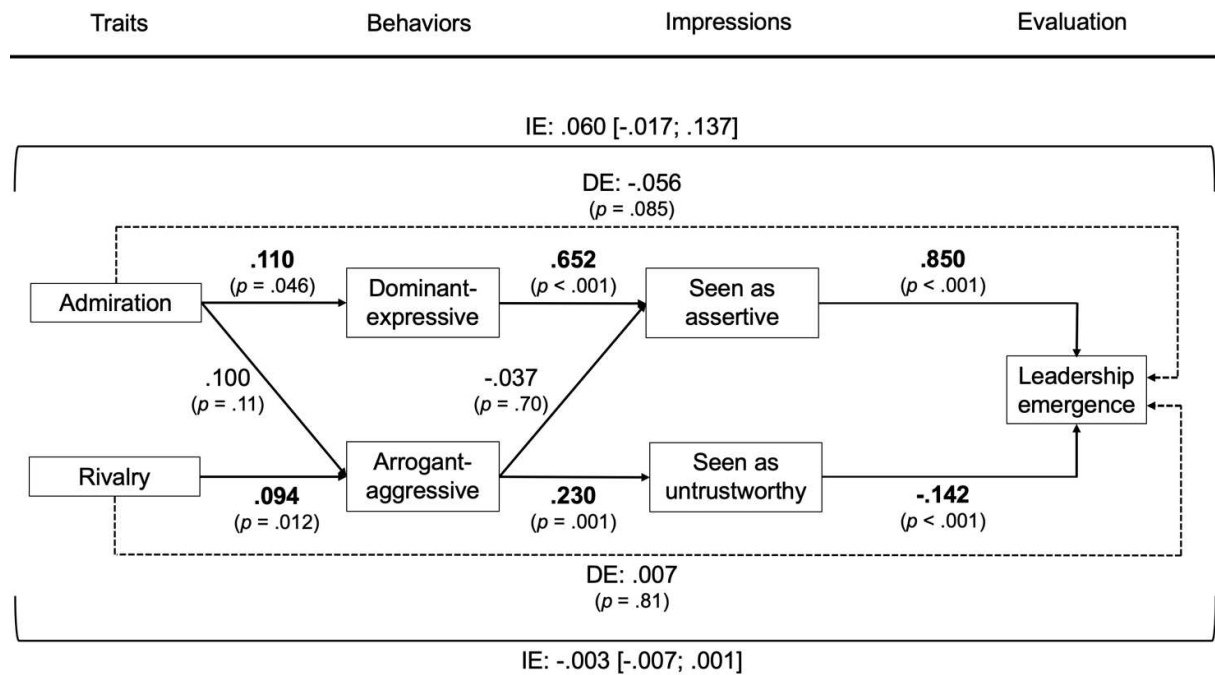 Traits Behaviors Impressions Evaluation
IE: .060 [-.017; .137]
DE: -.056
(p = .085)
.110 .652 .850
(p = .046) (p < .001) (p < .001)
Admiration
Dominant-
expressive
Seen as
assertive
.100
(p = .11)
-.037
(p = .70)
Leadership
emergence
Rivalry
Arrogant-
aggressive
Seen as
untrustworthy
.094 .230 -.142
(p = .012) (p = .001) (p < .001)
DE: .007
(p = .81)
IE: -.003 [-.007; .001]